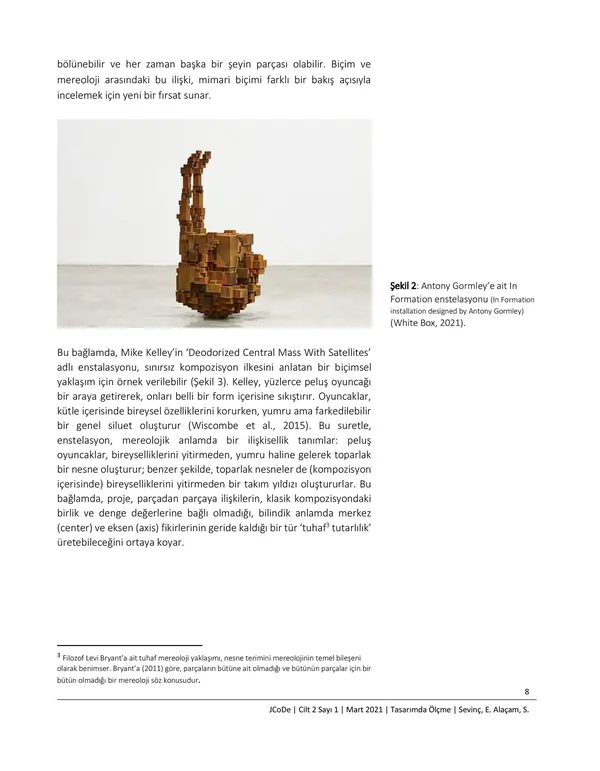 bölünebilir ve her zaman başka bir şeyin parçası olabilir. Biçim ve
mereoloji arasındaki bu ilişki, mimari biçimi farklı bir bakış açısıyla
incelemek için yeni bir fırsat sunar.
Şekil 2: Antony Gormley’e ait In
Formation enstelasyonu (In Formation
installation designed by Antony Gormley)
(White Box, 2021).
Bu bağlamda, Mike Kelley’in ‘Deodorized Central Mass With Satellites’
adlı enstalasyonu, sınırsız kompozisyon ilkesini anlatan bir biçimsel
yaklaşım için örnek verilebilir (Şekil 3). Kelley, yüzlerce peluş oyuncağı
bir araya getirerek, onları belli bir form içerisine sıkıştırır. Oyuncaklar,
kütle içerisinde bireysel özelliklerini korurken, yumru ama farkedilebilir
bir genel siluet oluşturur (Wiscombe et al., 2015). Bu suretle,
enstelasyon, mereolojik anlamda bir ilişkisellik tanımlar: peluş
oyuncaklar, bireyselliklerini yitirmeden, yumru haline gelerek toparlak
bir nesne oluşturur; benzer şekilde, toparlak nesneler de (kompozisyon
içerisinde) bireyselliklerini yitirmeden bir takım yıldızı oluştururlar. Bu
bağlamda, proje, parçadan parçaya ilişkilerin, klasik kompozisyondaki
birlik ve denge değerlerine bağlı olmadığı, bilindik anlamda merkez
(center) ve eksen (axis) fikirlerinin geride kaldığı bir tür ‘tuhaf³ tutarlılık’
üretebileceğini ortaya koyar.
³ Filozof Levi Bryant’a ait tuhaf mereoloji yaklaşımı, nesne terimini mereolojinin temel bileşeni
olarak benimser. Bryant’a (2011) göre, parçaların bütüne ait olmadığı ve bütünün parçalar için bir
bütün olmadığı bir mereoloji söz konusudur.
8
JCoDe | Cilt 2 Sayı 1 | Mart 2021 | Tasarımda Ölçme | Sevinç, E. Alaçam, S.